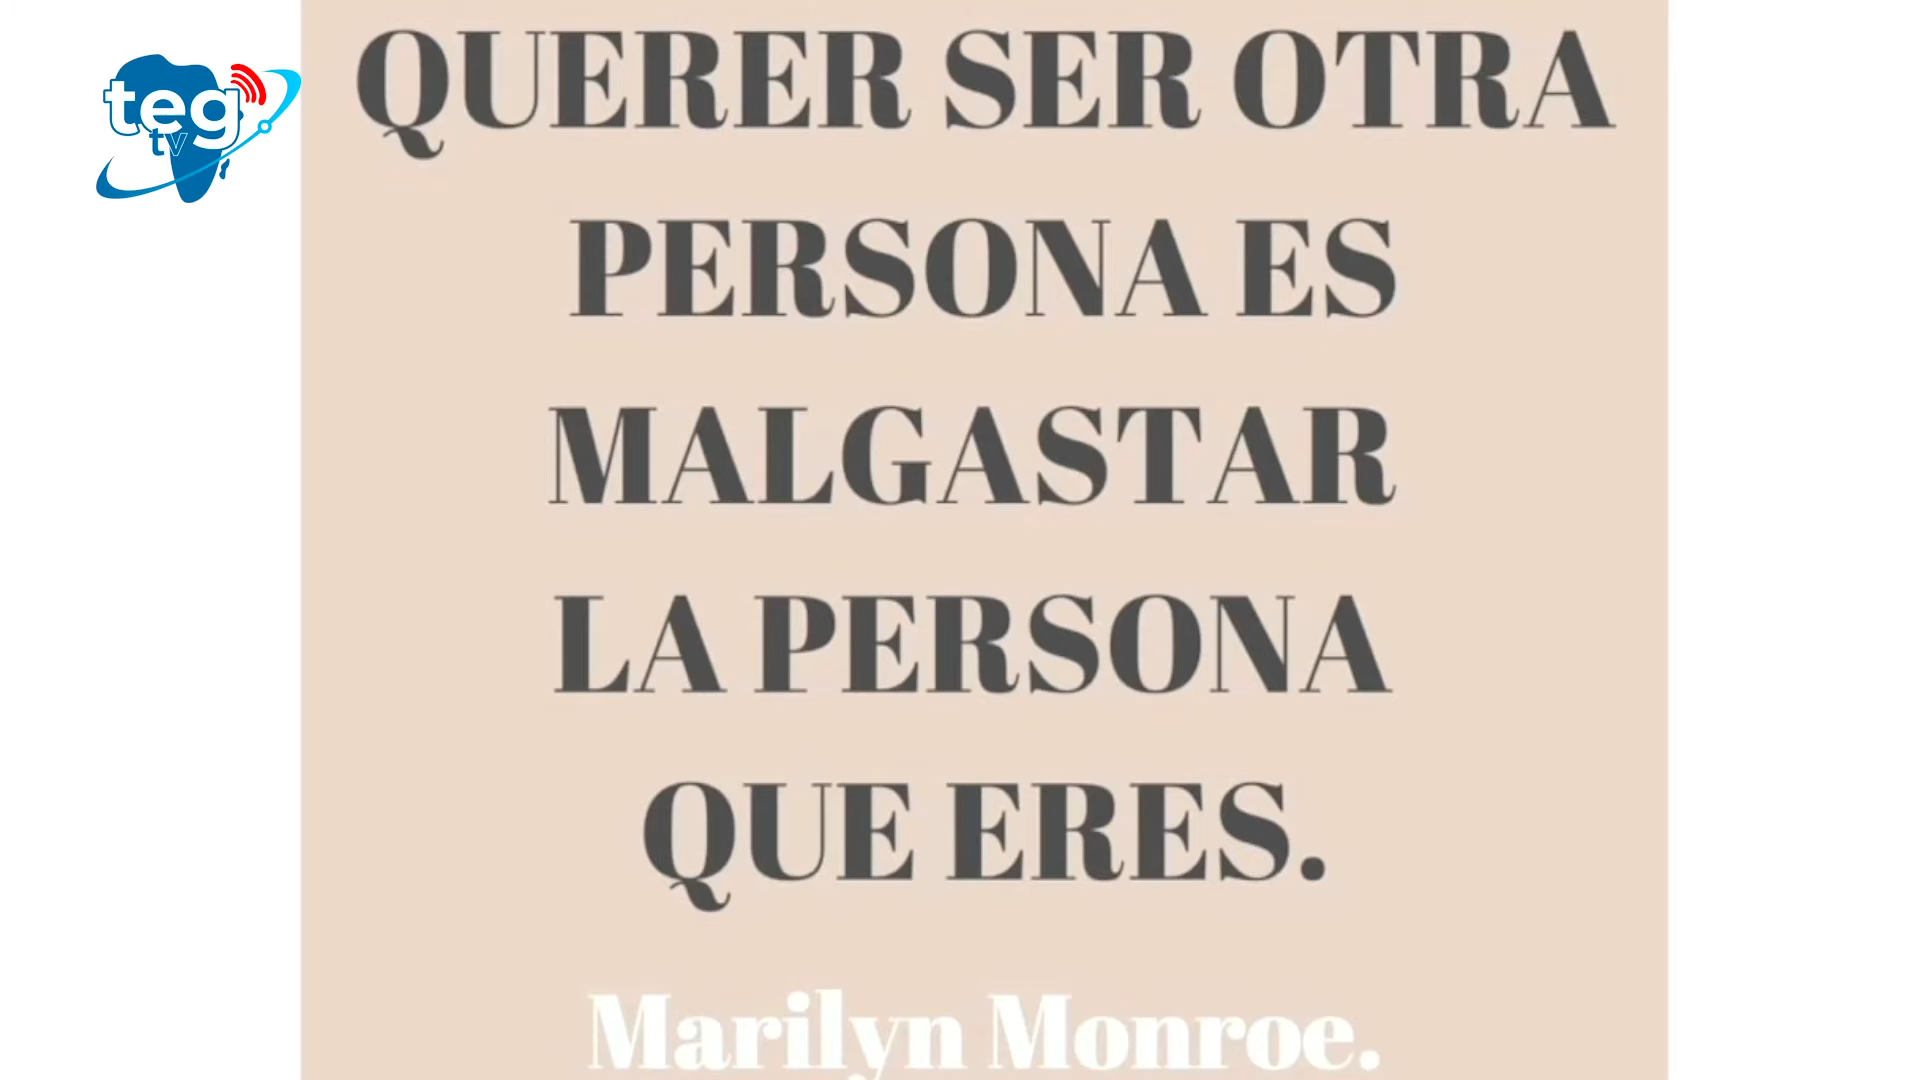 teg
tv
QUERER SER OTRA
PERSONA ES
MALGASTAR
LA PERSONA
QUE ERES.
Marilyn Monroe.